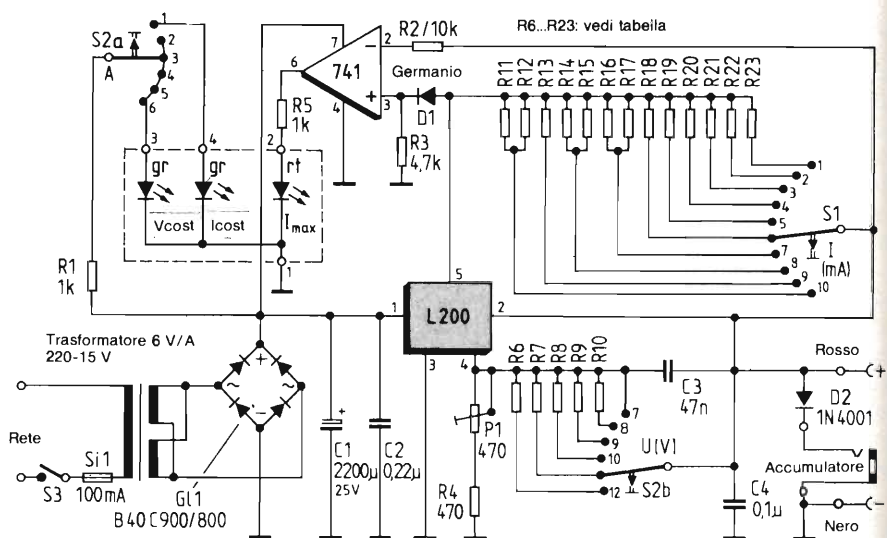 R6...R23: vedi tabella
S2a
A
1
2
3
4
5
6
R2/10k
7
741
6
2
3
4
−
+
Germanio
D1
R5
1k
R3
4,7k
R11
R12
R13
R14
R15
R16
R17
R18
R19
R20
R21
R22
R23
1
2
3
4
5
7
8
9
10
S1
I
(mA)
3
4
2
gr
gr
rt
Vcost
Icost
Imax
1
R1
1k
5
1
L200
2
3
4
Trasformatore 6 V/A
220-15 V
Rete
S3
Si1
100mA
Gl1
B40 C900/800
+
~
~
-
+
C1
2200µ
25V
C2
0,22µ
P1
470
R4
470
R6
R7
R8
R9
R10
7
8
9
10
12
U(V)
S2b
C3
47n
Rosso
+
D2
1N4001
Accumulatore
−
Nero
C4
0,1µ